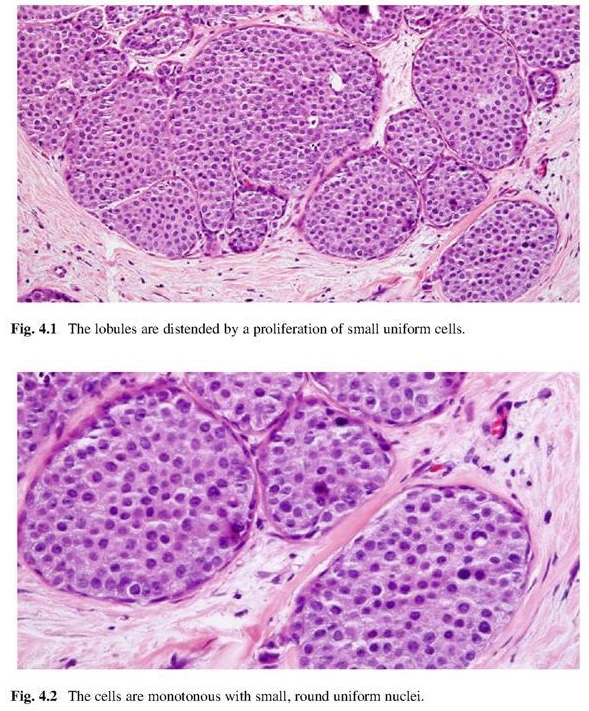 Fig. 4.1 The lobules are distended by a proliferation of small uniform cells.
Fig. 4.2 The cells are monotonous with small, round uniform nuclei.